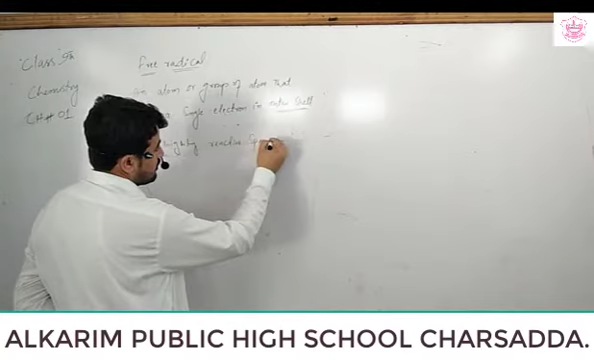 Class 9th
Free radical
Chemistry
An atom or group of atom that
CH# 01
Single electron in outer Shell
highly reactive
ALKARIM PUBLIC HIGH SCHOOL CHARSADDA.